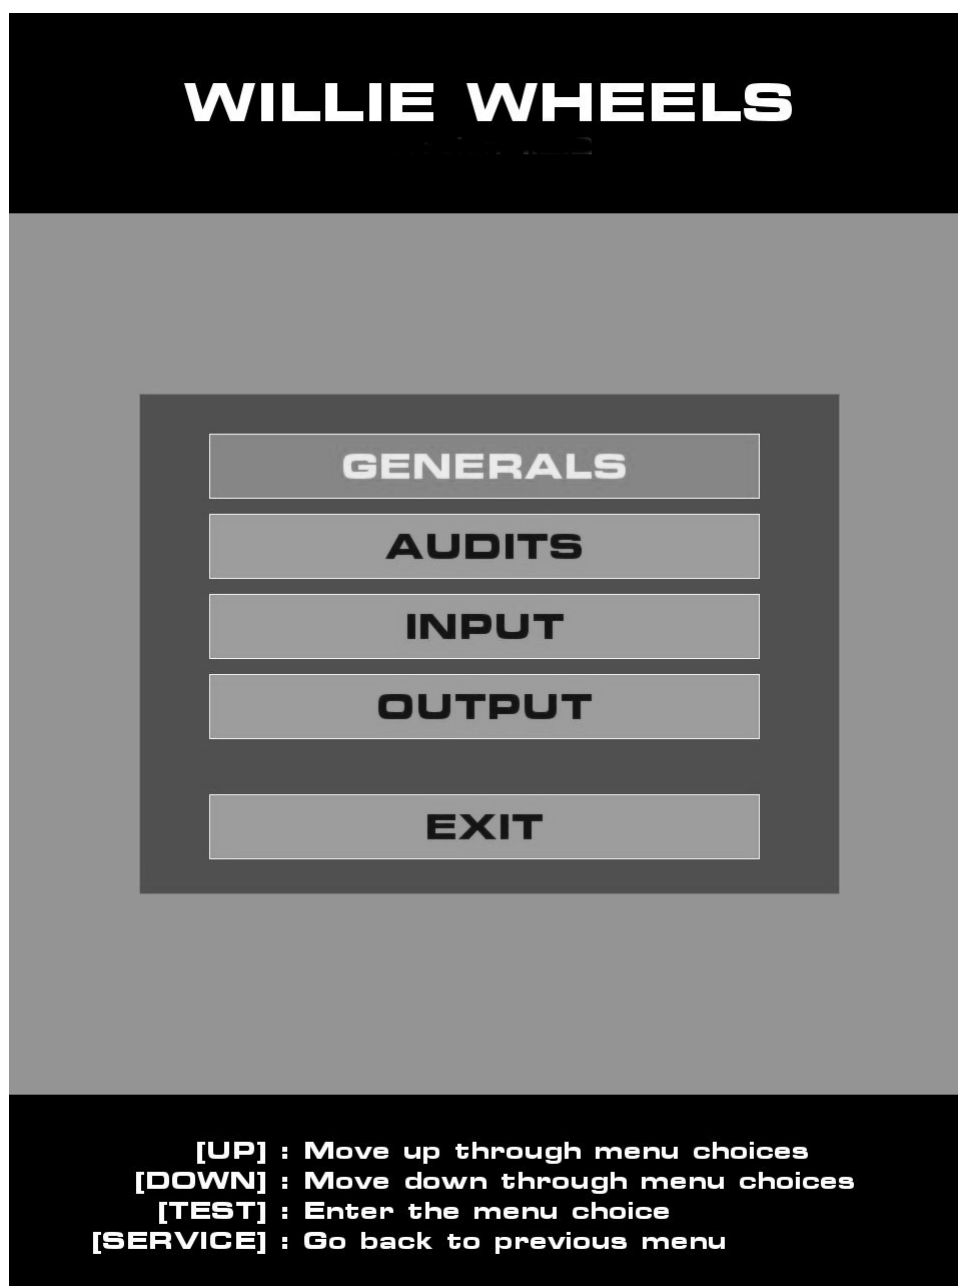 WILLIE WHEELS
GENERALS
AUDITS
INPUT
OUTPUT
EXIT
[UP] : Move up through menu choices
[DOWN] : Move down through menu choices
[TEST] : Enter the menu choice
[SERVICE] : Go back to previous menu